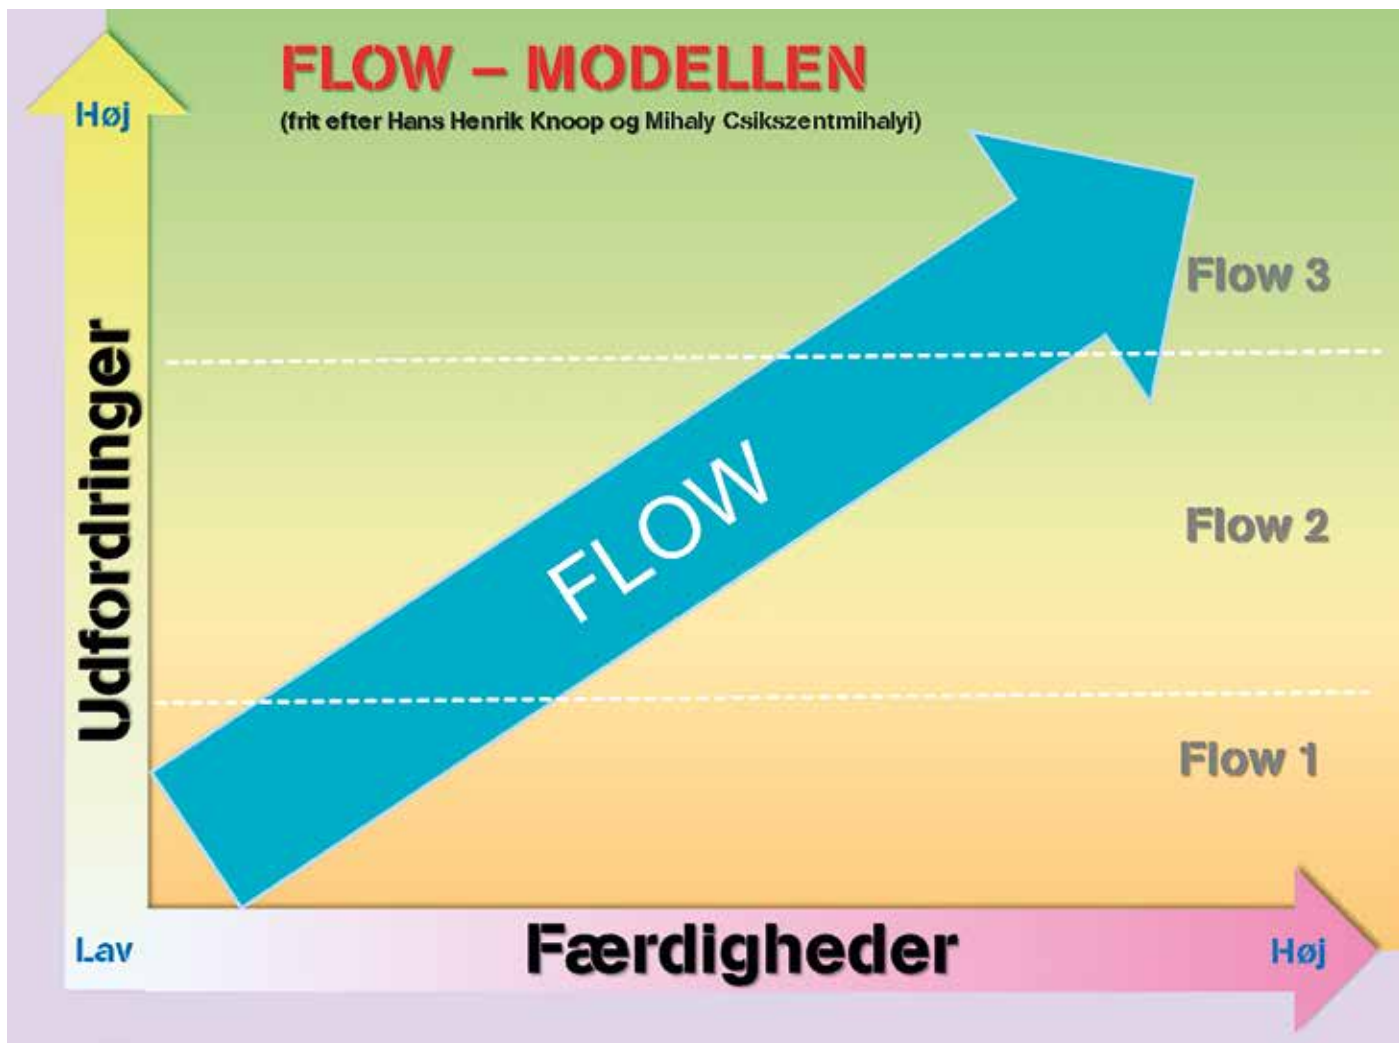 FLOW – MODELLEN
(frit efter Hans Henrik Knoop og Mihaly Csikszentmihalyi)
Høj
Udfordringer
Lav
FLOW
Flow 3
Flow 2
Flow 1
Færdigheder
Høj